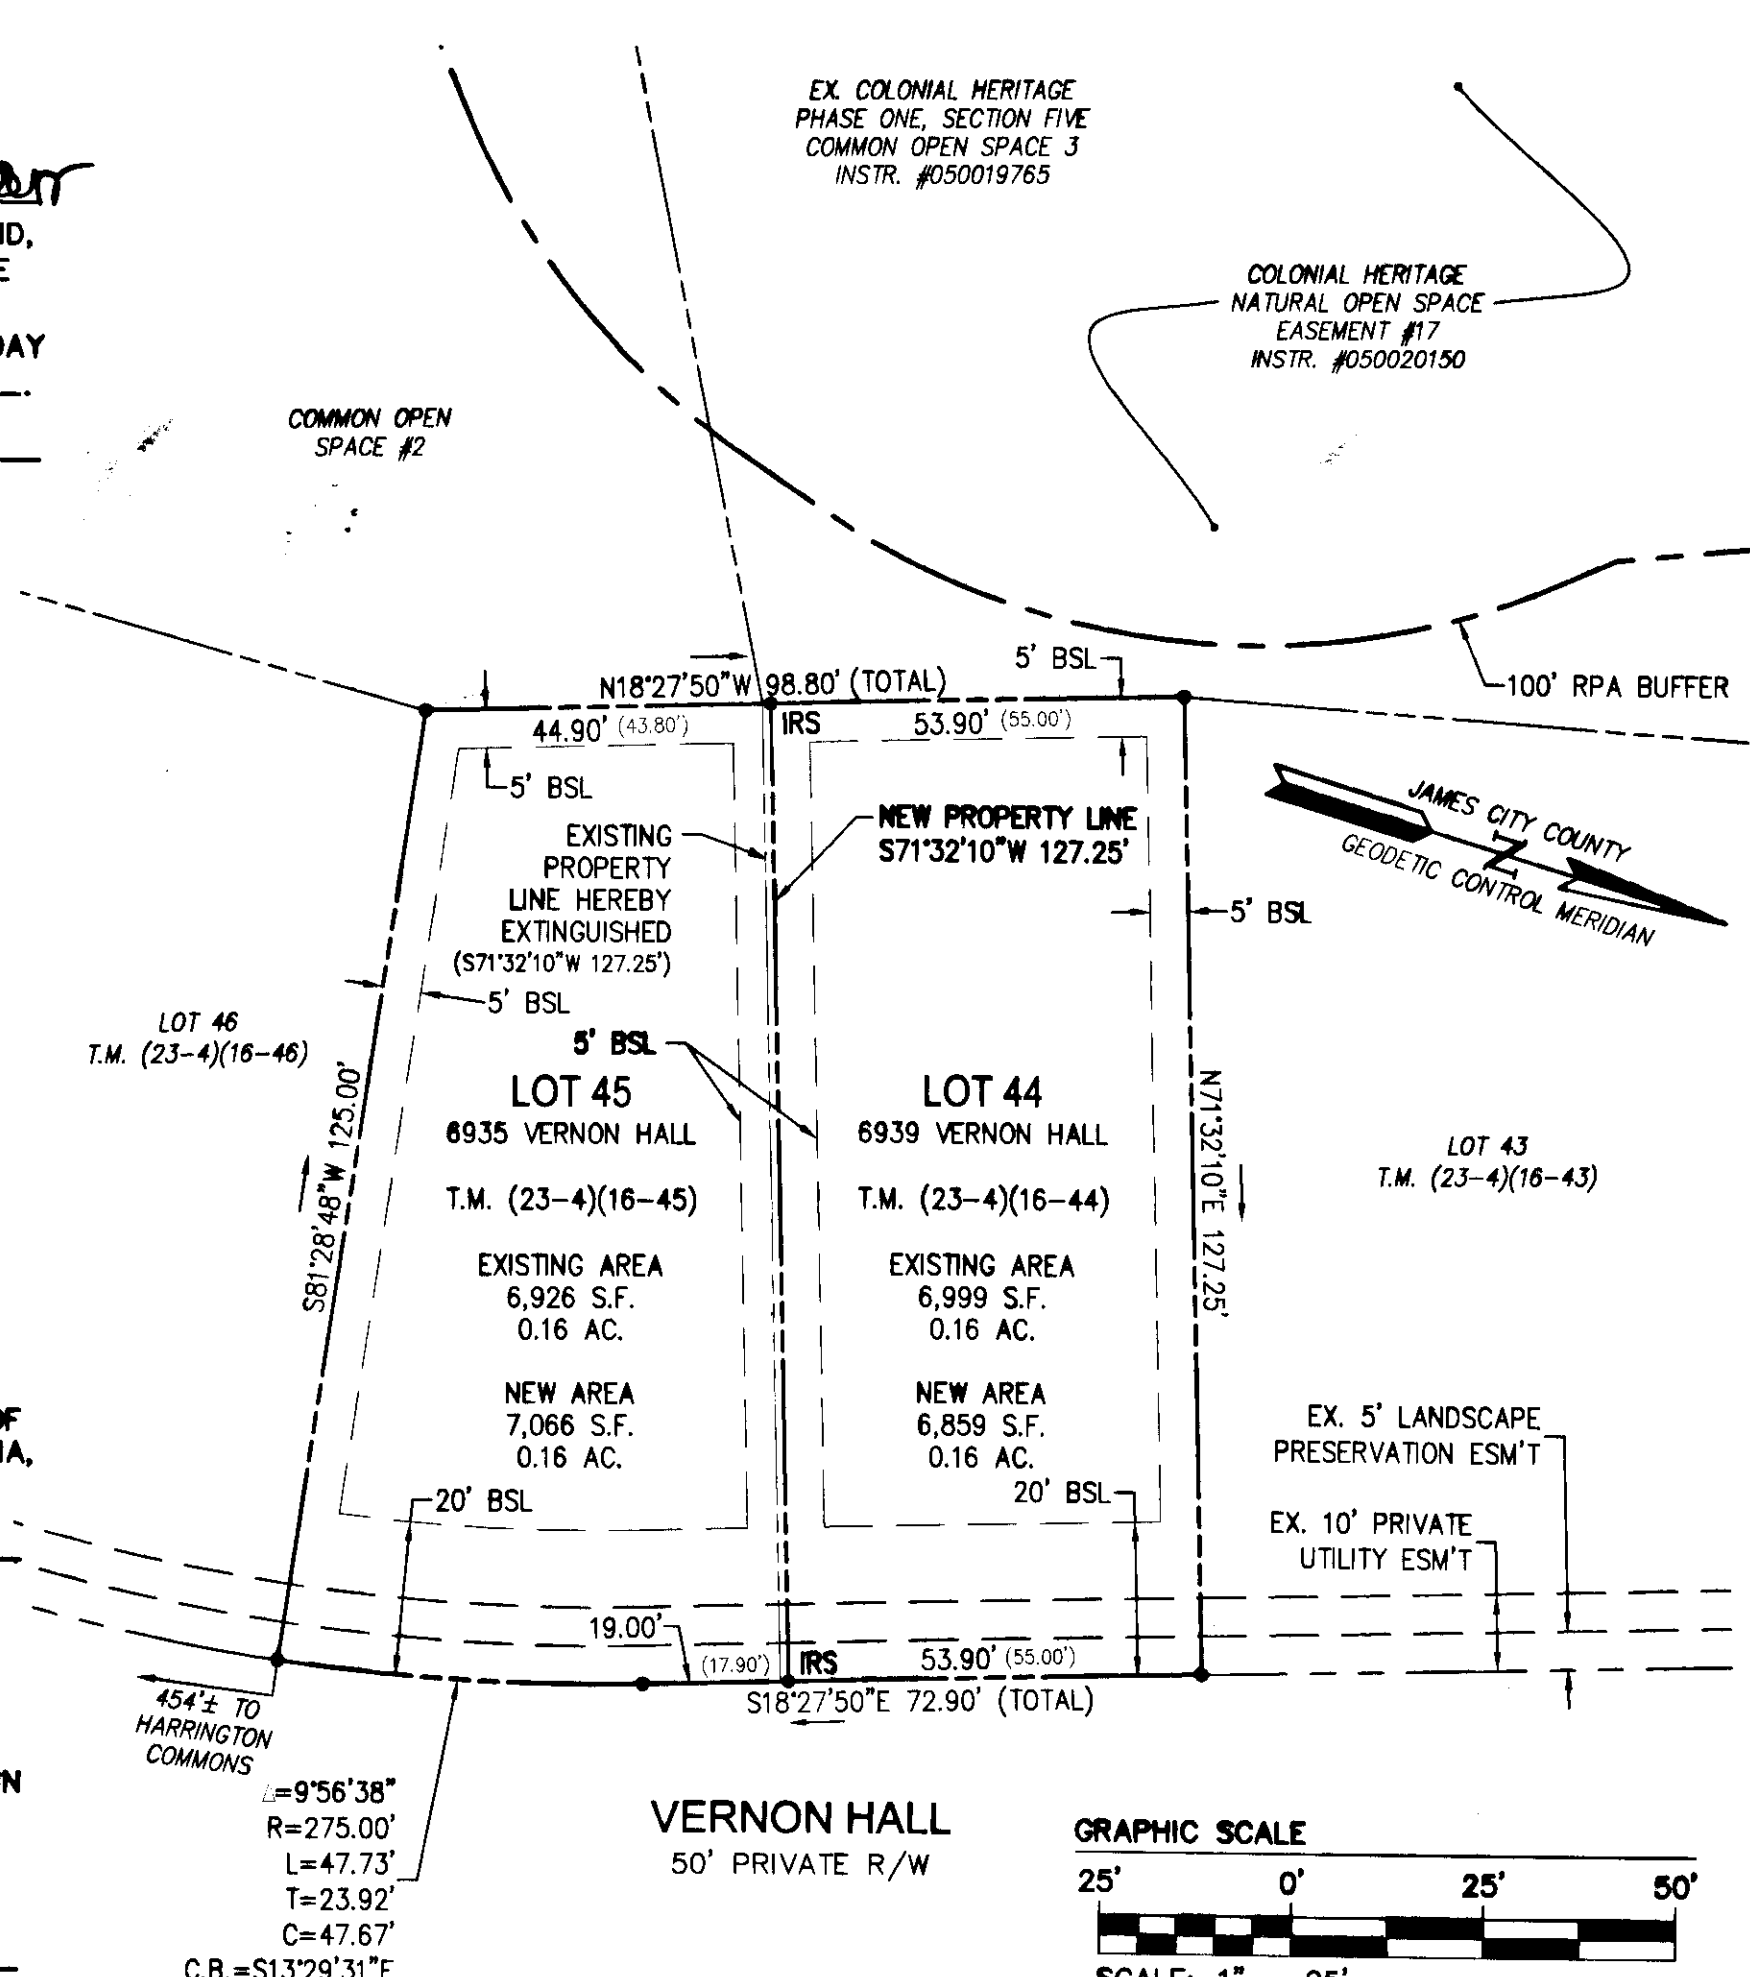 EX. COLONIAL HERITAGE
PHASE ONE, SECTION FIVE
COMMON OPEN SPACE 3
INSTR. #050019765
COLONIAL HERITAGE
NATURAL OPEN SPACE
EASEMENT #17
INSTR. #050020150
DAY
COMMON OPEN
SPACE #2
100' RPA BUFFER
N18°27'50"W 98.80' (TOTAL)
5' BSL
44.90' (43.80')
IRS
53.90' (55.00')
5' BSL
EXISTING
PROPERTY
LINE HEREBY
EXTINGUISHED
(S71°32'10"W 127.25')
NEW PROPERTY LINE
S71°32'10"W 127.25'
JAMES CITY COUNTY
GEODETIC CONTROL MERIDIAN
N
5' BSL
5' BSL
5' BSL
LOT 46
T.M. (23-4)(16-46)
S81°28'48"W 125.00'
LOT 45
6935 VERNON HALL
T.M. (23-4)(16-45)
EXISTING AREA
6,926 S.F.
0.16 AC.
NEW AREA
7,066 S.F.
0.16 AC.
LOT 44
6939 VERNON HALL
T.M. (23-4)(16-44)
EXISTING AREA
6,999 S.F.
0.16 AC.
NEW AREA
6,859 S.F.
0.16 AC.
N71°32'10"E 127.25'
LOT 43
T.M. (23-4)(16-43)
20' BSL
20' BSL
EX. 5' LANDSCAPE
PRESERVATION ESM'T
EX. 10' PRIVATE
UTILITY ESM'T
19.00'
(17.90')
IRS
53.90' (55.00')
S18°27'50"E 72.90' (TOTAL)
454'± TO
HARRINGTON
COMMONS
Δ=9°56'38"
R=275.00'
L=47.73'
T=23.92'
C=47.67'
C.B.=S13°29'31"E
VERNON HALL
50' PRIVATE R/W
GRAPHIC SCALE
25' 0' 25' 50'
SCALE: 1" = 25'